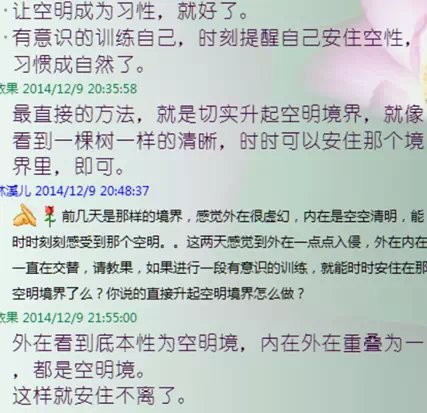 ·让空明成为习性，就好了。
·有意识的训练自己，时刻提醒自己安住空性，
习惯成自然了。
教果 2014/12/9 20:35:58
最直接的方法，就是切实升起空明境界，就像
看到一棵树一样的清晰，时时可以安住那个境
界里，即可。
林溪儿 2014/12/9 20:48:37
前几天是那样的境界，感觉外在很虚幻，内在是空空清明，能
时时刻刻感受到那个空明。。这两天感觉到外在一点点入侵，外在内在
一直在交替，请教果，如果进行一段有意识的训练，就能时时安住在那
空明境界了么？你说的直接升起空明境界怎么做？
教果 2014/12/9 21:55:00
外在看到底本性为空明境，内在外在重叠为一
，都是空明境。
这样就安住不离了。